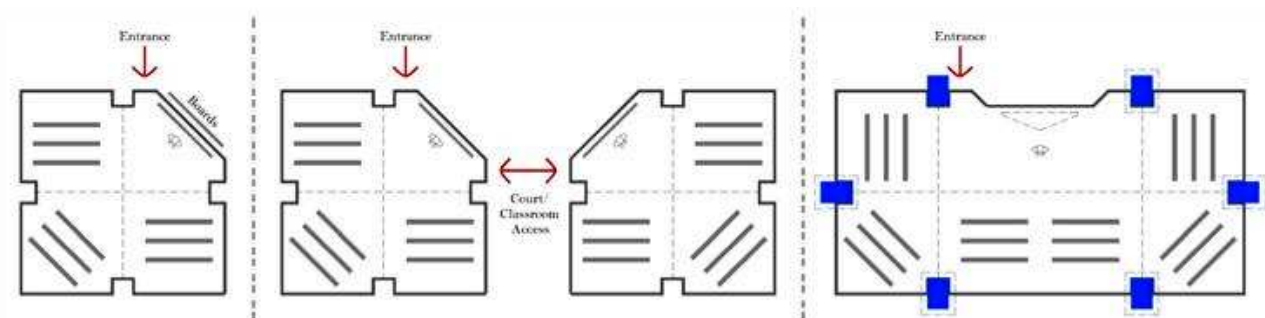 Entrance
Boards
Entrance
Court/
Classroom
Access
Entrance